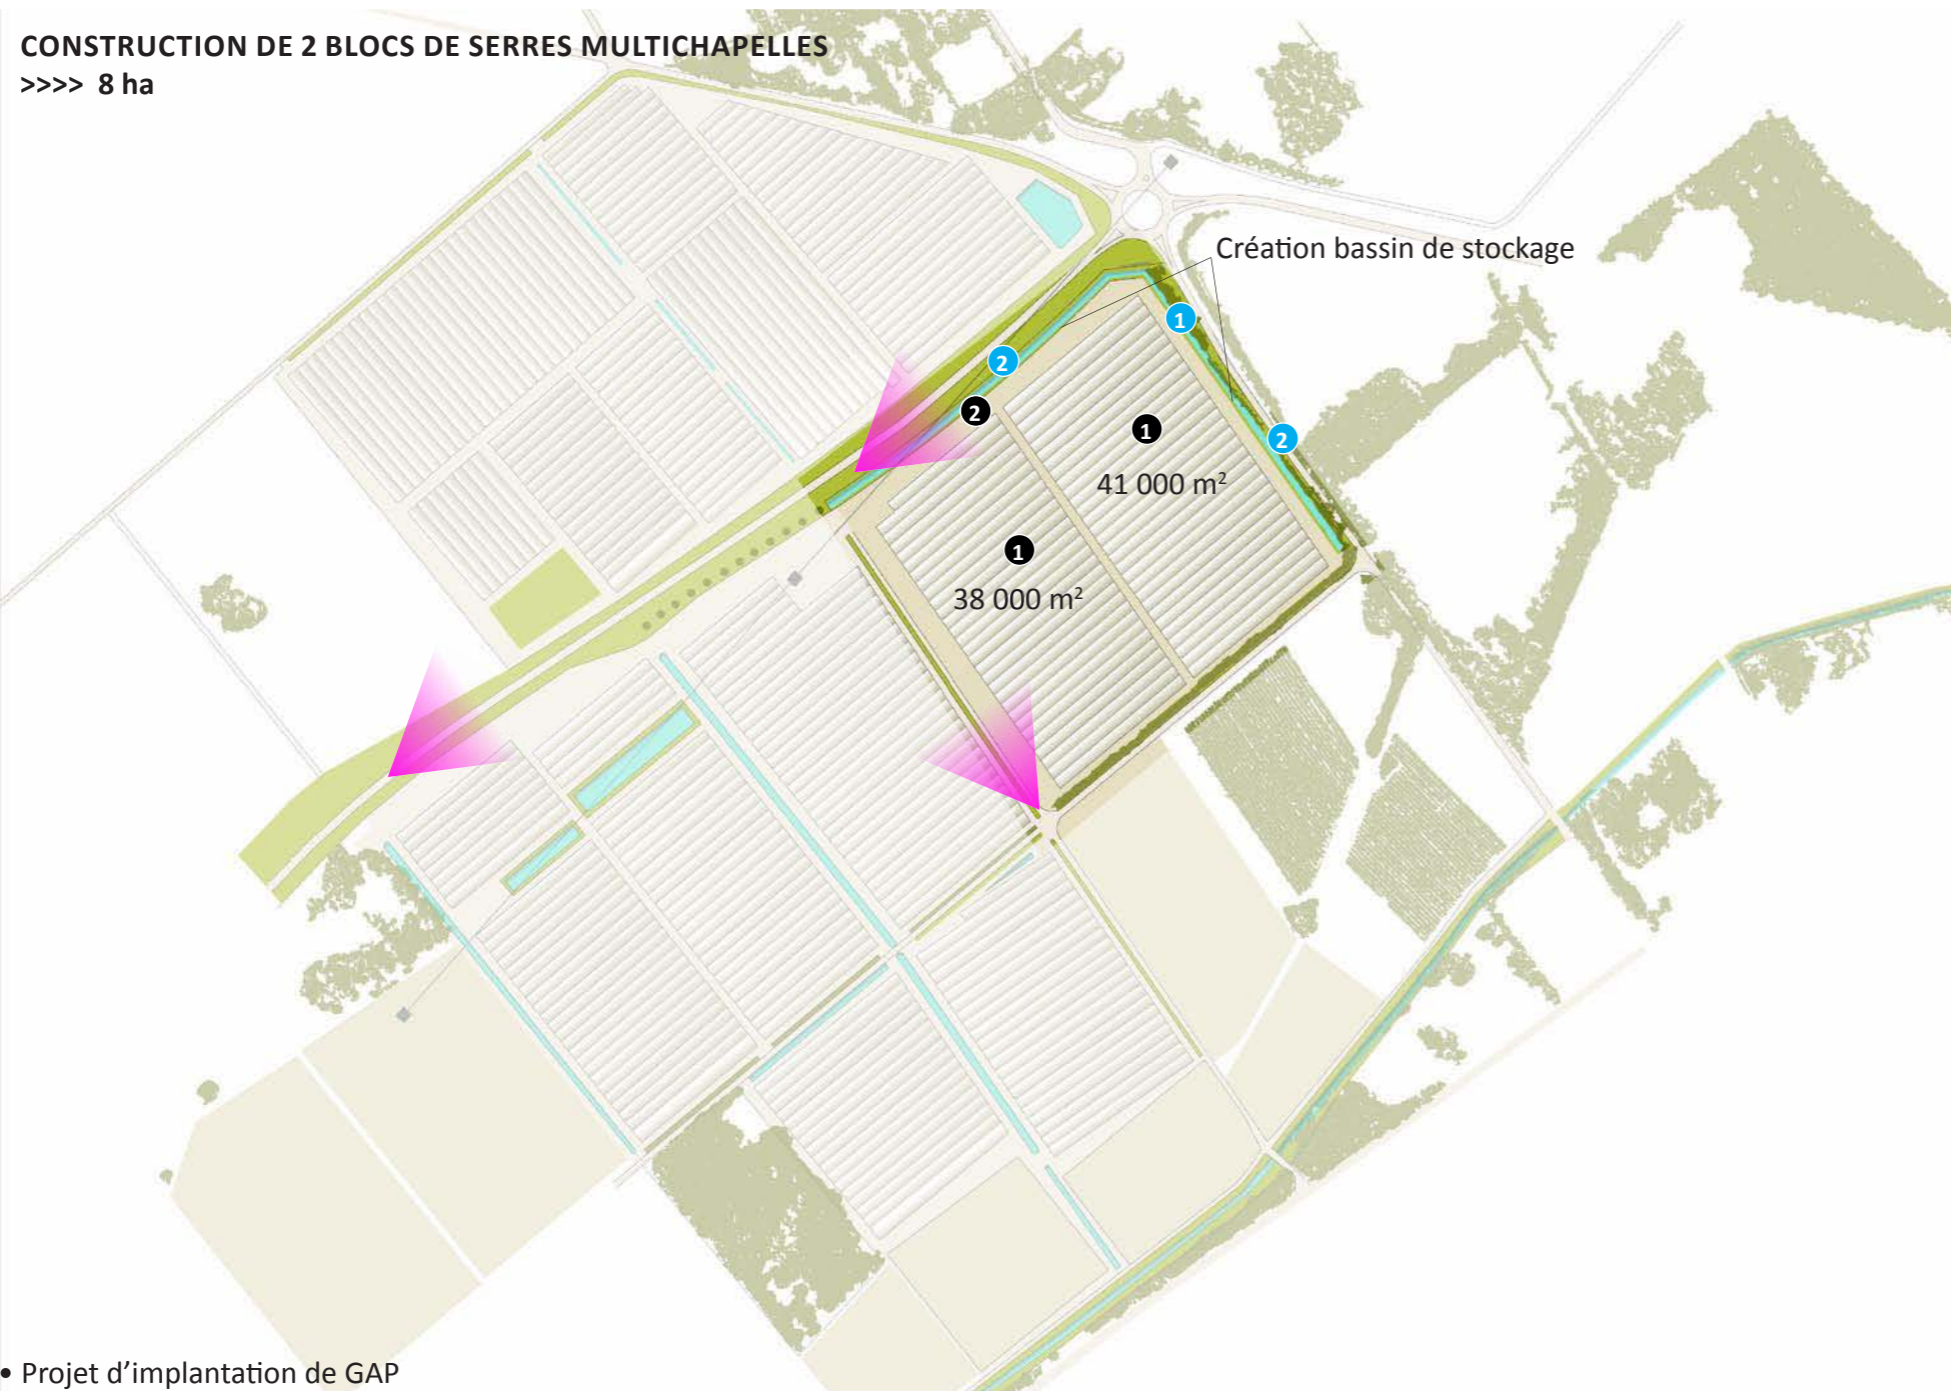 CONSTRUCTION DE 2 BLOCS DE SERRES MULTICHAPELLES
>>>> 8 ha
Création bassin de stockage
1
2
2
2
1
41 000 m²
1
38 000 m²
• Projet d’implantation de GAP